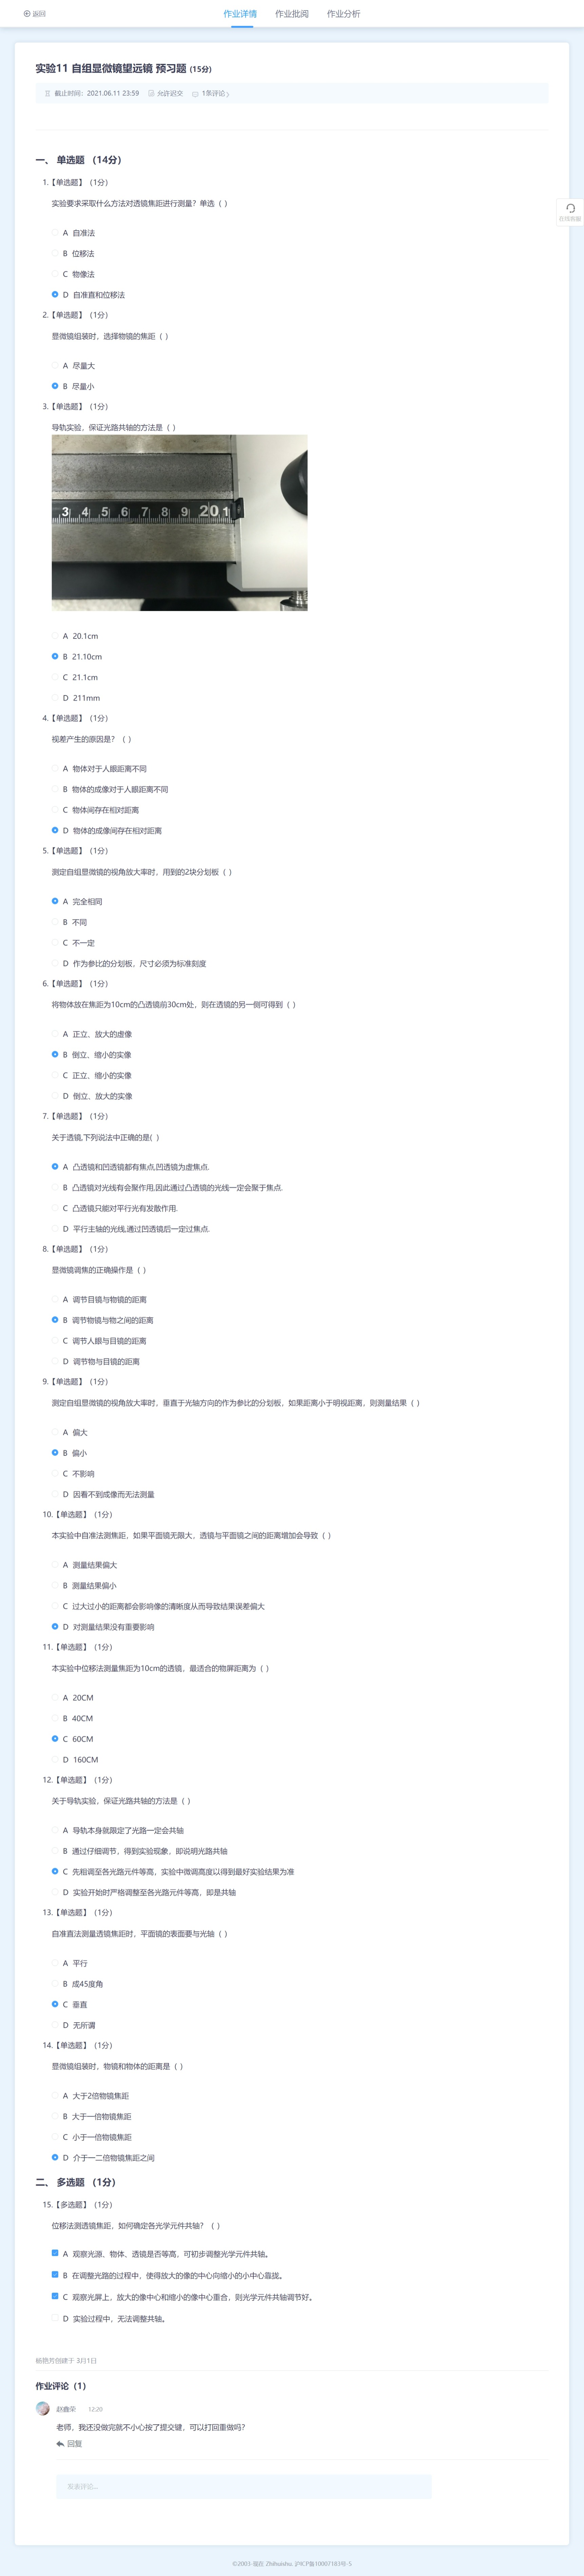 返回
作业详情
作业批阅
作业分析
实验11 自组显微镜望远镜 预习题 (15分)
截止时间：2021.06.11 23:59 允许迟交 1条评论
在线客服
一、 单选题 （14分）
1.【单选题】（1分）
实验要求采取什么方法对透镜焦距进行测量？单选（ ）
A 自准法
B 位移法
C 物像法
D 自准直和位移法
2.【单选题】（1分）
显微镜组装时，选择物镜的焦距（ ）
A 尽量大
B 尽量小
3.【单选题】（1分）
导轨实验，保证光路共轴的方法是（ ）
3 4 5 6 7 8 9 20 1
A 20.1cm
B 21.10cm
C 21.1cm
D 211mm
4.【单选题】（1分）
视差产生的原因是？（ ）
A 物体对于人眼距离不同
B 物体的成像对于人眼距离不同
C 物体间存在相对距离
D 物体的成像间存在相对距离
5.【单选题】（1分）
测定自组显微镜的视角放大率时，用到的2块分划板（ ）
A 完全相同
B 不同
C 不一定
D 作为参比的分划板，尺寸必须为标准刻度
6.【单选题】（1分）
将物体放在焦距为10cm的凸透镜前30cm处，则在透镜的另一侧可得到（ ）
A 正立、放大的虚像
B 倒立、缩小的实像
C 正立、缩小的实像
D 倒立、放大的实像
7.【单选题】（1分）
关于透镜,下列说法中正确的是( )
A 凸透镜和凹透镜都有焦点,凹透镜为虚焦点.
B 凸透镜对光线有会聚作用,因此通过凸透镜的光线一定会聚于焦点.
C 凸透镜只能对平行光有发散作用.
D 平行主轴的光线,通过凹透镜后一定过焦点.
8.【单选题】（1分）
显微镜调焦的正确操作是（ ）
A 调节目镜与物镜的距离
B 调节物镜与物之间的距离
C 调节人眼与目镜的距离
D 调节物与目镜的距离
9.【单选题】（1分）
测定自组显微镜的视角放大率时，垂直于光轴方向的作为参比的分划板，如果距离小于明视距离，则测量结果（ ）
A 偏大
B 偏小
C 不影响
D 因看不到成像而无法测量
10.【单选题】（1分）
本实验中自准法测焦距，如果平面镜无限大，透镜与平面镜之间的距离增加会导致（ ）
A 测量结果偏大
B 测量结果偏小
C 过大过小的距离都会影响像的清晰度从而导致结果误差偏大
D 对测量结果没有重要影响
11.【单选题】（1分）
本实验中位移法测量焦距为10cm的透镜，最适合的物屏距离为（ ）
A 20CM
B 40CM
C 60CM
D 160CM
12.【单选题】（1分）
关于导轨实验，保证光路共轴的方法是（ ）
A 导轨本身就限定了光路一定会共轴
B 通过仔细调节，得到实验现象，即说明光路共轴
C 先粗调至各光路元件等高，实验中微调高度以得到最好实验结果为准
D 实验开始时严格调整至各光路元件等高，即是共轴
13.【单选题】（1分）
自准直法测量透镜焦距时，平面镜的表面要与光轴（ ）
A 平行
B 成45度角
C 垂直
D 无所谓
14.【单选题】（1分）
显微镜组装时，物镜和物体的距离是（ ）
A 大于2倍物镜焦距
B 大于一倍物镜焦距
C 小于一倍物镜焦距
D 介于一二倍物镜焦距之间
二、 多选题 （1分）
15.【多选题】（1分）
位移法测透镜焦距，如何确定各光学元件共轴？（ ）
A 观察光源、物体、透镜是否等高，可初步调整光学元件共轴。
B 在调整光路的过程中，使得放大的像的中心向缩小的小中心靠拢。
C 观察光屏上，放大的像中心和缩小的像中心重合，则光学元件共轴调节好。
D 实验过程中，无法调整共轴。
创建于 3月1日
作业评论（1）
赵鑫荣 12:20
老师，我还没做完就不小心按了提交键，可以打回重做吗？
回复
发表评论...
©2003-现在 Zhihuishu. 沪ICP备10007183号-5